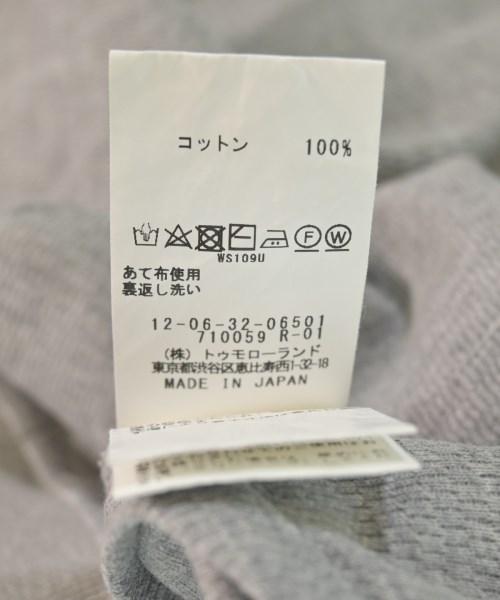 コットン 100%
F W
WS109U
あて布使用
裏返し洗い
12-06-32-06501
710059 R-01
(株) トゥモローランド
東京都渋谷区恵比寿西1-32-18
MADE IN JAPAN